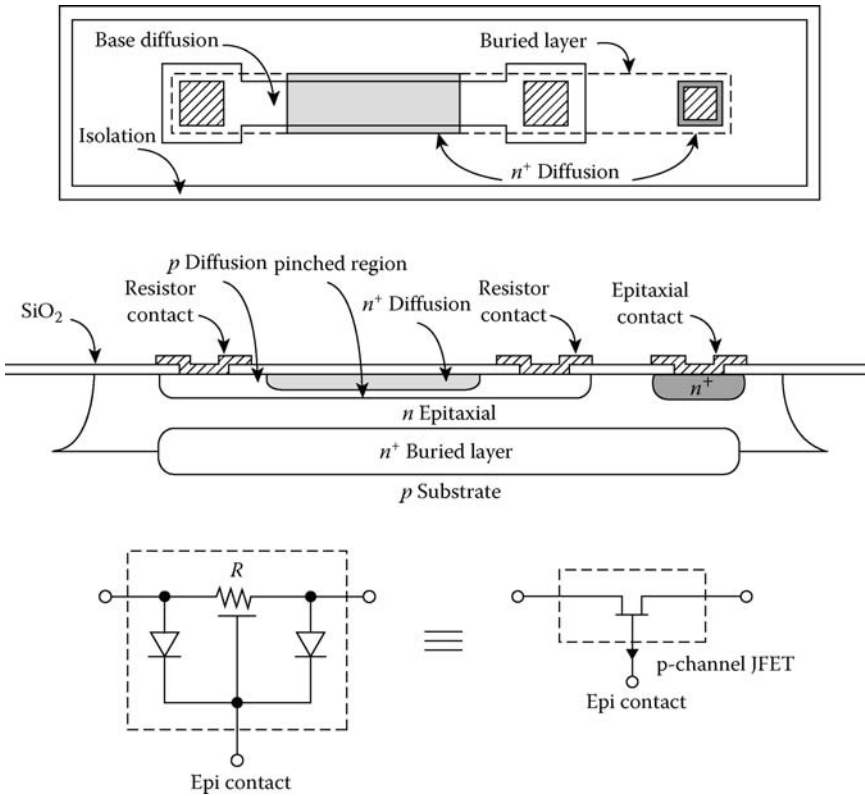 Base diffusion
Buried layer
Isolation
n⁺ Diffusion
p Diffusion pinched region
Resistor
contact
n⁺ Diffusion
Resistor
contact
Epitaxial
contact
SiO₂
n⁺
n Epitaxial
n⁺ Buried layer
p Substrate
R
p-channel JFET
Epi contact
Epi contact